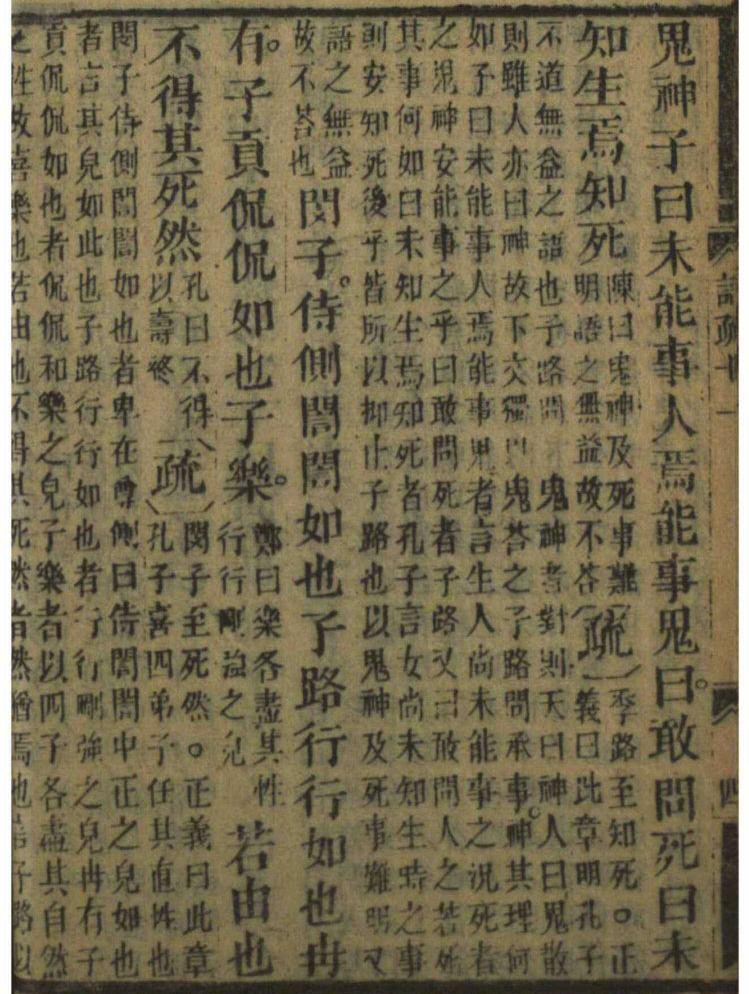 語疏十一
四
鬼神子曰未能事人焉能事鬼曰敢問死曰未
知生焉知死
陳曰鬼神及死事難
明語之無益故不荅
疏
季路至知死○正
義曰此章明孔子
不道無益之語也子路問 鬼神者對則天曰神人曰鬼散
則雖人亦曰神故下文獨以 鬼荅之子路問承事神其理何
如子曰未能事人焉能事鬼者言生人尚未能事之況死者
之鬼神安能事之乎曰敢問死者子路又曰敢問人之若死
其事何如曰未知生焉知死者孔子言女尚未知生時之事
則安知死後乎皆所以抑止子路也以鬼神及死事難明又
語之無益
故不荅也
閔子侍側誾誾如也子路行行如也冉
有子貢侃侃如也子樂
鄭曰樂各盡其性
行行剛強之皃
若由也
不得其死然
孔曰不得
以壽終
疏
閔子至死然○正義曰此章
孔子喜四弟子任其直性也
閔子侍側誾誾如也者卑在尊側曰侍誾誾中正之皃如也
者言其皃如此也子路行行如也者行行剛強之皃冉有子
貢侃侃如也者侃侃和樂之皃子樂者以四子各盡其自然
之性故喜樂也若由也不得其死然者然猶焉也 子路以